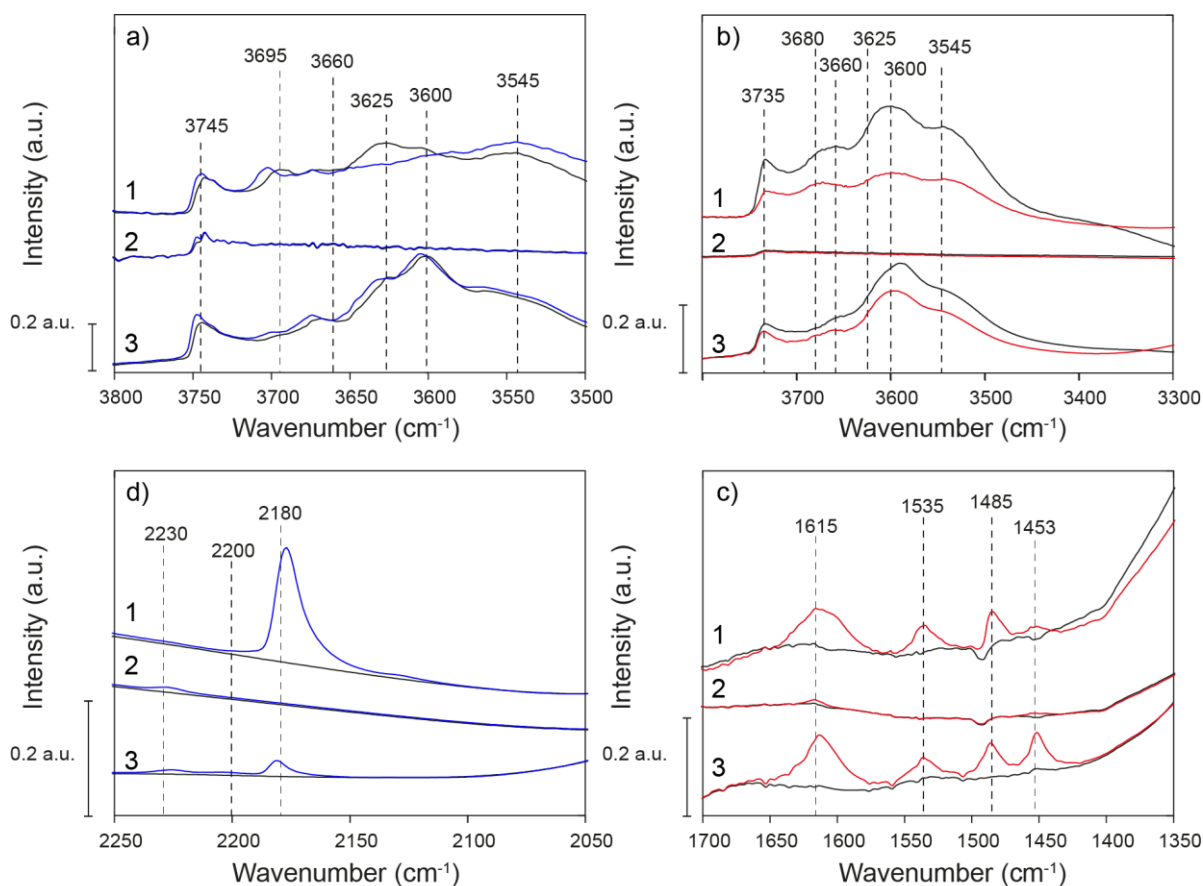 a)
3695
3660
3625
3600
3545
3745
1
2
3
0.2 a.u.
Intensity (a.u.)
3800 3750 3700 3650 3600 3550 3500
Wavenumber (cm⁻¹)
b)
3680
3625
3545
3660
3600
3735
1
2
3
0.2 a.u.
Intensity (a.u.)
3700 3600 3500 3400 3300
Wavenumber (cm⁻¹)
d)
2180
2230
2200
1
2
3
0.2 a.u.
Intensity (a.u.)
2250 2200 2150 2100 2050
Wavenumber (cm⁻¹)
c)
1615
1535
1485
1453
1
2
3
0.2 a.u.
Intensity (a.u.)
1700 1650 1600 1550 1500 1450 1400 1350
Wavenumber (cm⁻¹)